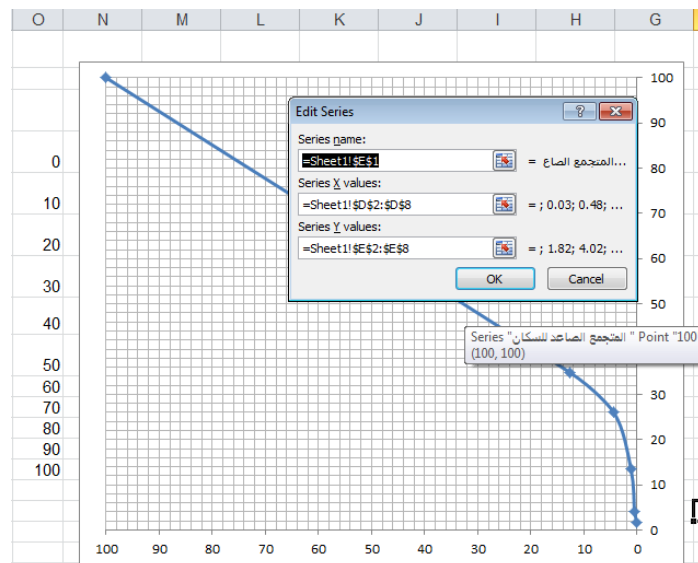 O N M L K J I H G
100
90
80
70
60
50
30
20
10
0
0
10
20
30
40
50
60
70
80
90
100
Edit Series
Series name:
=Sheet1!$E$1
= المتجمع الصاع...
Series X values:
=Sheet1!$D$2:$D$8
= ; 0.03; 0.48; ...
Series Y values:
=Sheet1!$E$2:$E$8
= ; 1.82; 4.02; ...
OK Cancel
Series "المتجمع الصاعد للسكان " Point "100
(100, 100)
100 90 80 70 60 50 40 30 20 10 0